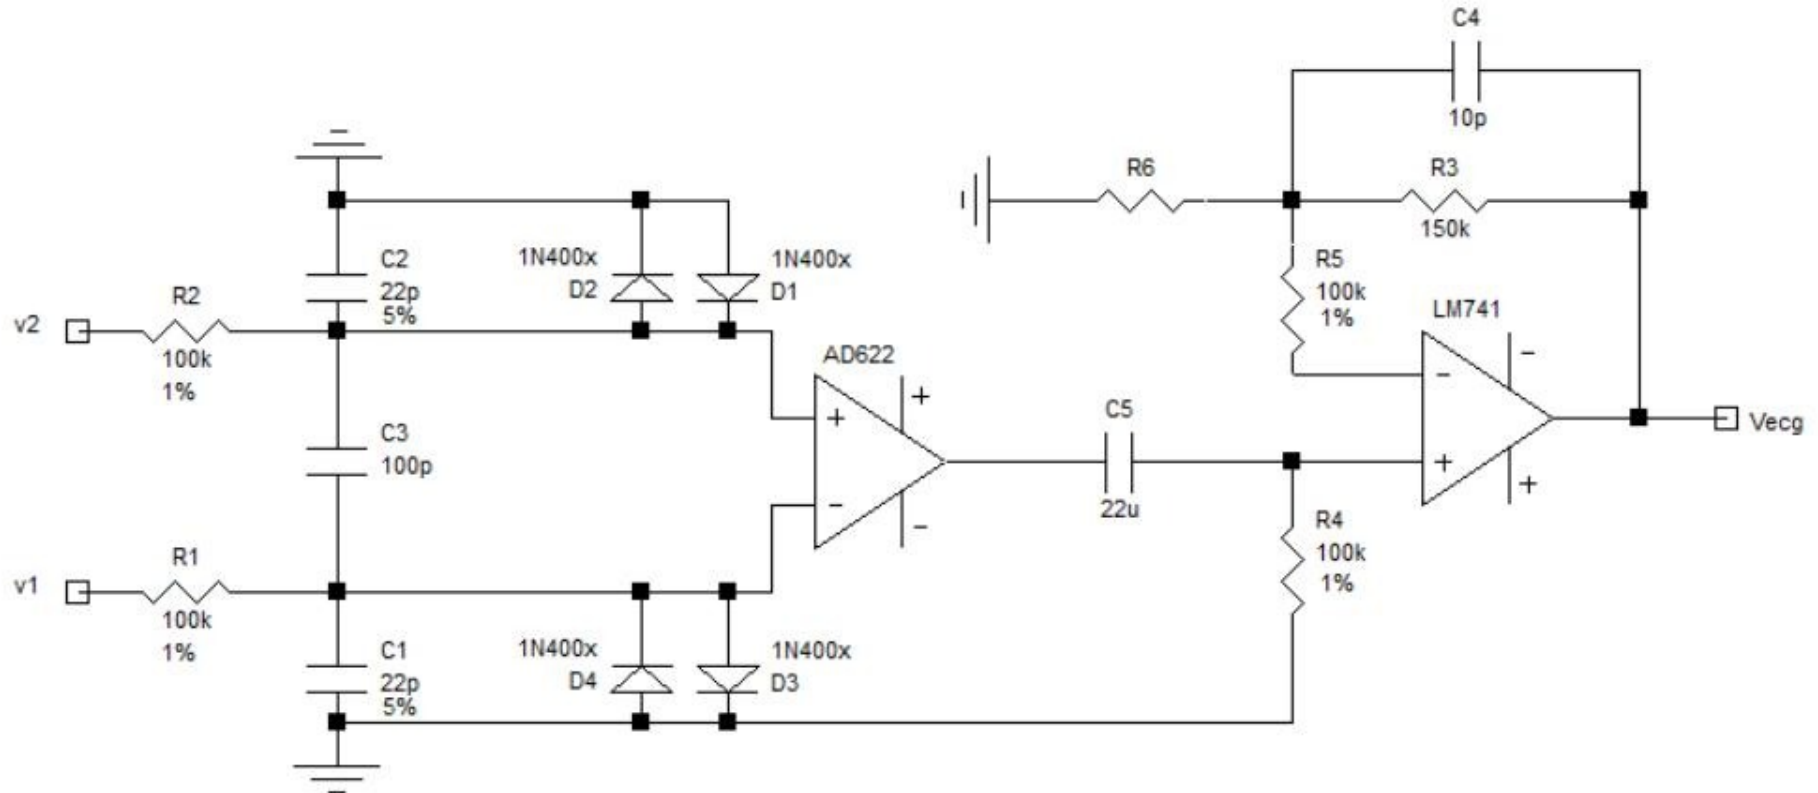 C4
10p
R6
R3
150k
C2
22p
5%
1N400x
D2
1N400x
D1
R5
100k
1%
R2
v2
100k
1%
LM741
−
−
+
AD622
+
+
−
−
C3
100p
C5
22u
+
Vecg
R1
v1
100k
1%
R4
100k
1%
C1
22p
5%
1N400x
D4
1N400x
D3